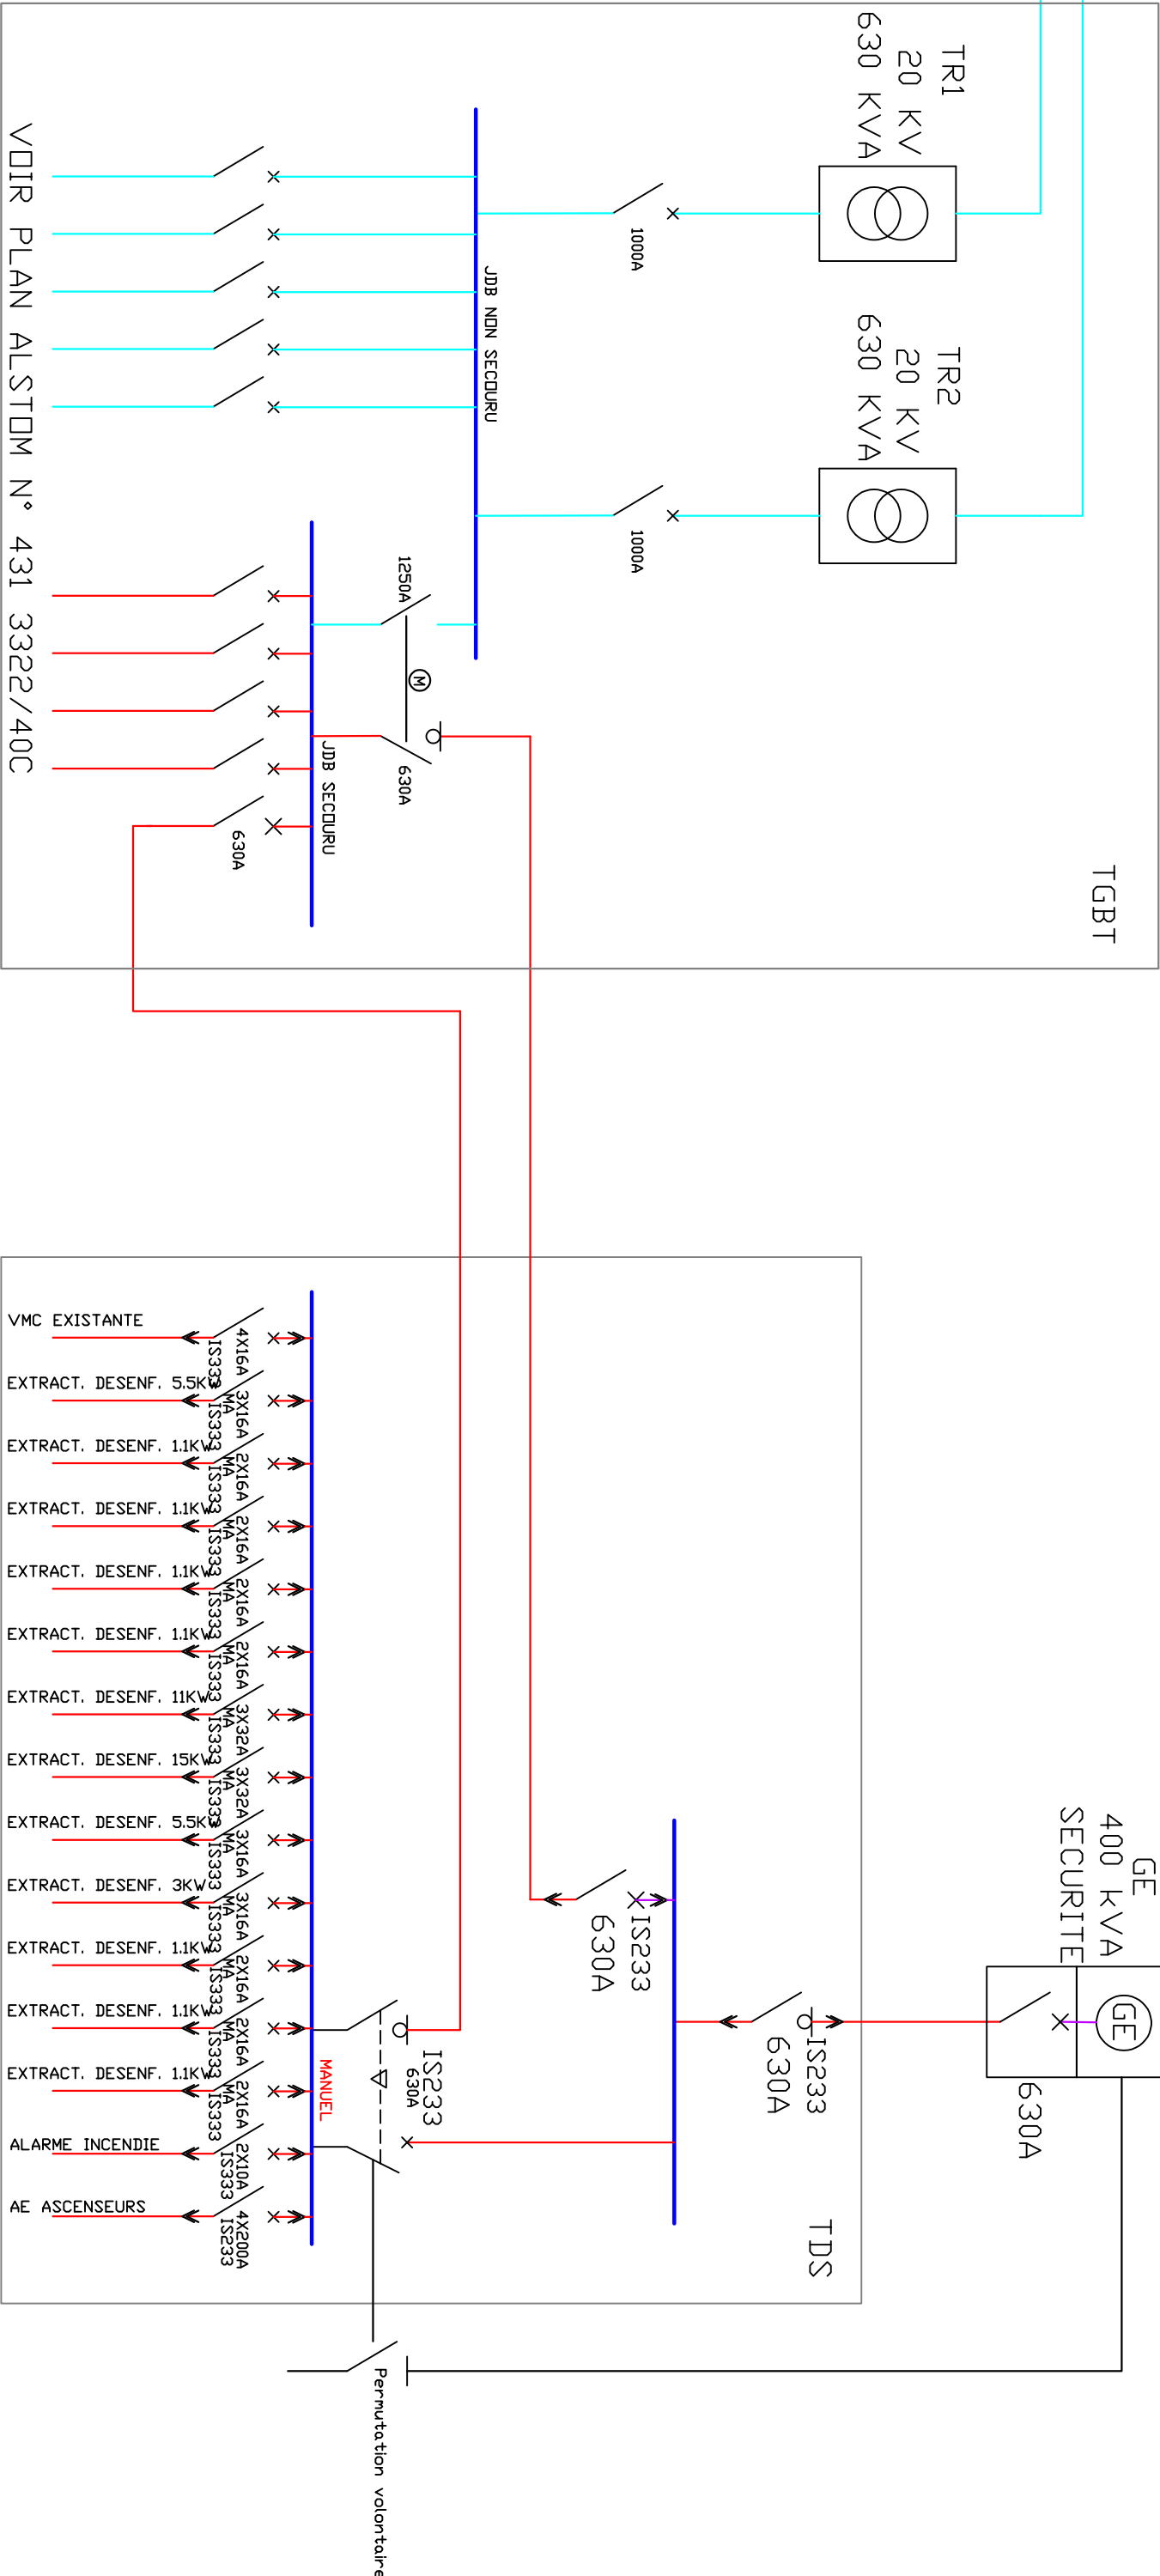 TR1
20 KV
630 KVA
TR2
20 KV
630 KVA
1000A
1000A
JDB NON SECOURU
1250A
M
630A
JDB SECOURU
630A
VOIR PLAN ALSTOM N° 431 3322/40C
TGBT
GE
400 kVA
SECURITE
GE
630A
IS233
630A
IS233
630A
TDS
IS233
630A
MANUEL
Permutation volontaire
VMC EXISTANTE
4X16A
IS333
EXTRACT. DESENF. 5.5KW
3X16A
MA
IS333
EXTRACT. DESENF. 1.1KW
2X16A
MA
IS333
EXTRACT. DESENF. 1.1KW
2X16A
MA
IS333
EXTRACT. DESENF. 1.1KW
2X16A
MA
IS333
EXTRACT. DESENF. 1.1KW
2X16A
MA
IS333
EXTRACT. DESENF. 11KW
3X32A
MA
IS333
EXTRACT. DESENF. 15KW
3X32A
MA
IS333
EXTRACT. DESENF. 5.5KW
3X16A
MA
IS333
EXTRACT. DESENF. 3KW
3X16A
MA
IS333
EXTRACT. DESENF. 1.1KW
2X16A
MA
IS333
EXTRACT. DESENF. 1.1KW
2X16A
MA
IS333
EXTRACT. DESENF. 1.1KW
2X16A
MA
IS333
ALARME INCENDIE
2X10A
IS333
AE ASCENSEURS
4X200A
IS233